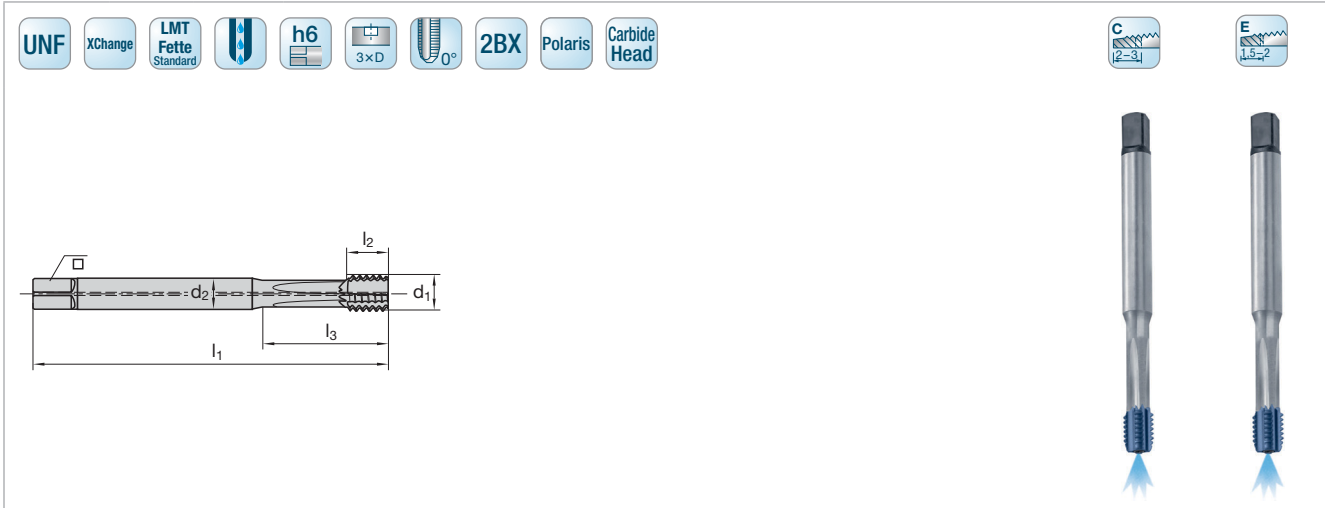 UNF
XChange
LMT
Fette
Standard
h6
3×D
0°
2BX
Polaris
Carbide
Head
C
2–3
E
1,5–2
l2
d2
d1
l3
l1